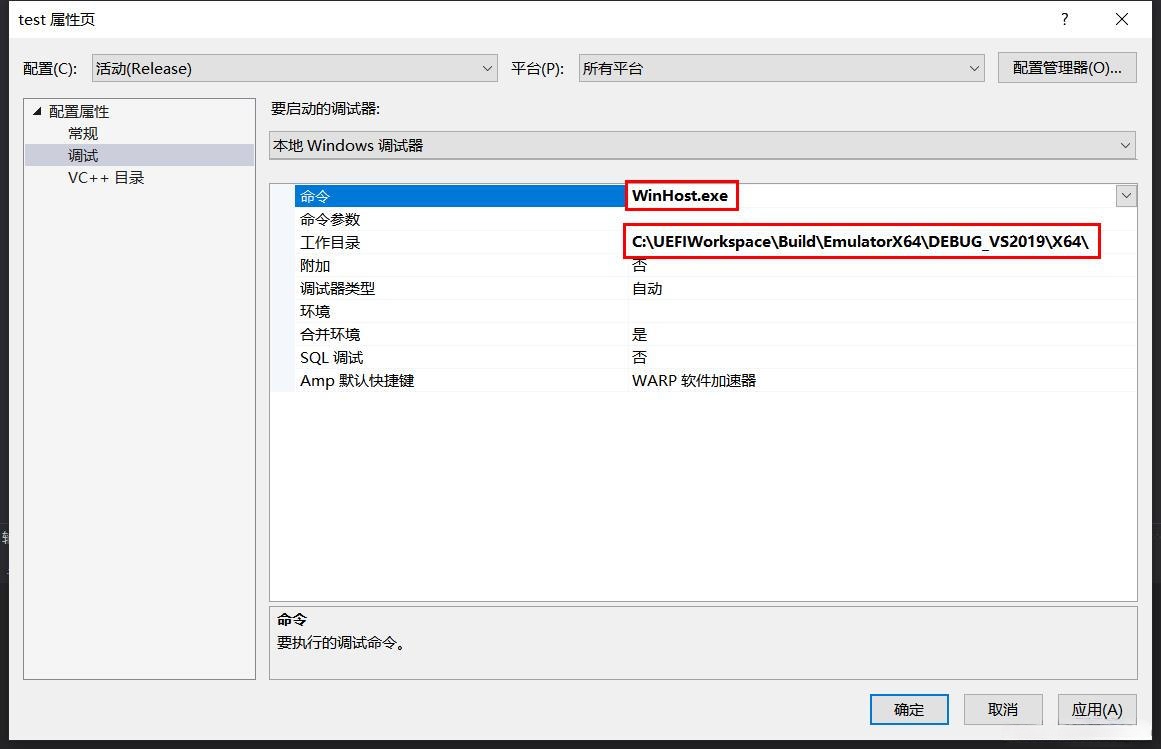 test 属性页
?
配置(C):
活动(Release)
平台(P):
所有平台
配置管理器(O)...
配置属性
常规
调试
VC++ 目录
要启动的调试器:
本地 Windows 调试器
命令
WinHost.exe
命令参数
工作目录
C:\UEFIWorkspace\Build\EmulatorX64\DEBUG_VS2019\X64\
附加
否
调试器类型
自动
环境
合并环境
是
SQL 调试
否
Amp 默认快捷键
WARP 软件加速器
命令
要执行的调试命令。
确定
取消
应用(A)